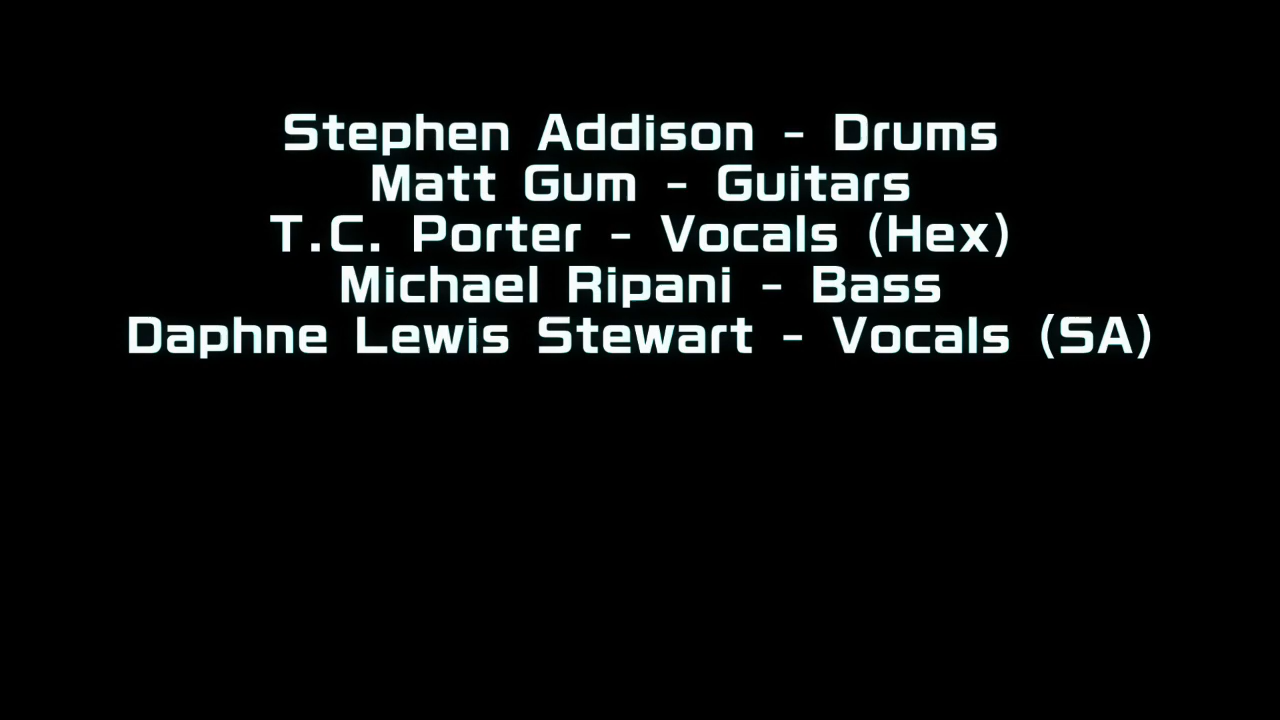 Stephen Addison - Drums
Matt Gum - Guitars
T.C. Porter - Vocals (Hex)
Michael Ripani - Bass
Daphne Lewis Stewart - Vocals (SA)